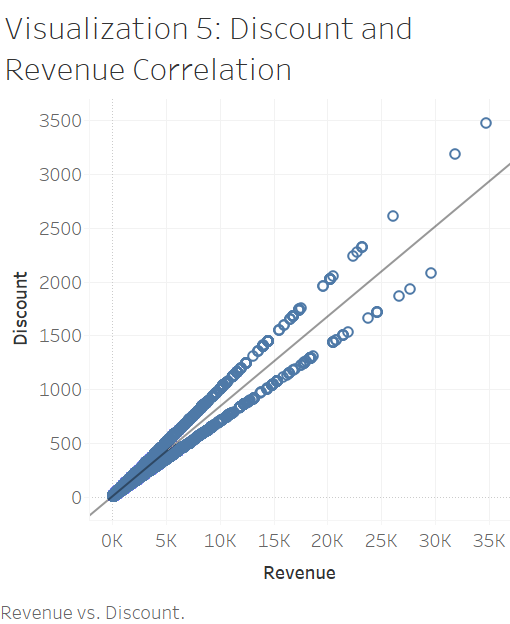 Visualization 5: Discount and
Revenue Correlation
3500
3000
2500
2000
1500
1000
500
0
Discount
0K 5K 10K 15K 20K 25K 30K 35K
Revenue
Revenue vs. Discount.